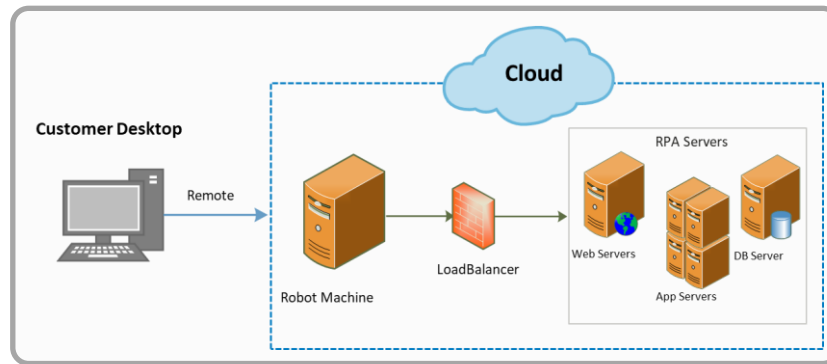 Cloud
Customer Desktop
RPA Servers
Remote
Web Servers
DB Server
LoadBalancer
Robot Machine
App Servers